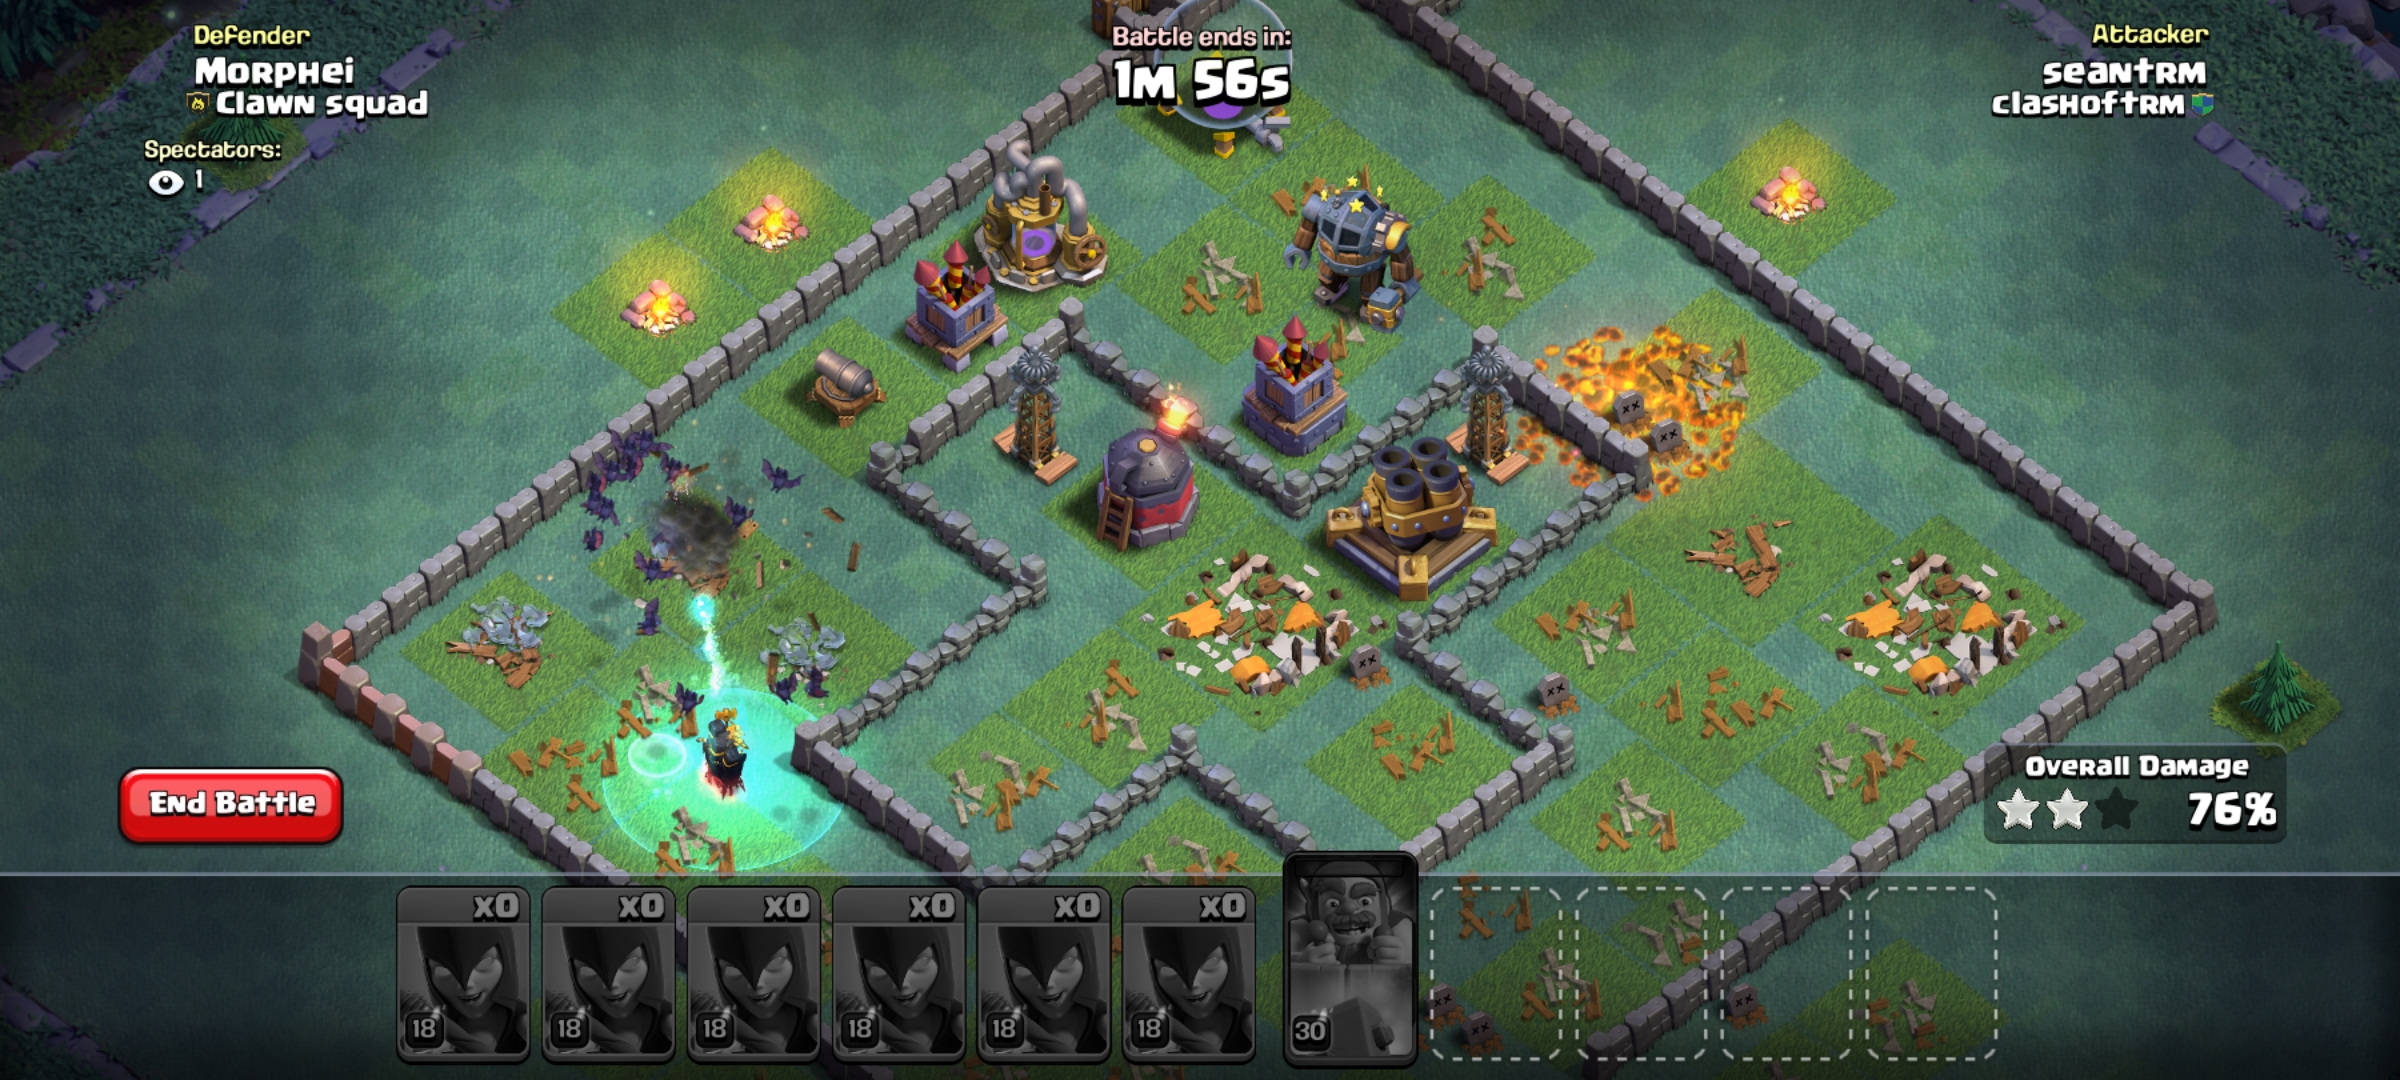 Defender
Morphei
Clawn squad
Spectators:
1
Battle ends in:
1m 56s
Attacker
seantrm
clashoftrm
End Battle
Overall Damage
76%
x0
x0
x0
x0
x0
x0
18
18
18
18
18
18
30